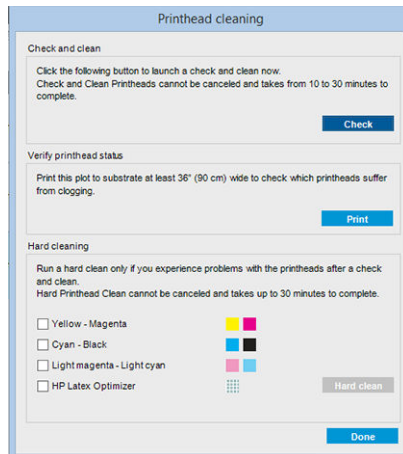 Printhead cleaning
Check and clean
Click the following button to launch a check and clean now.
Check and Clean Printheads cannot be canceled and takes from 10 to 30 minutes to
complete.
Check
Verify printhead status
Print this plot to substrate at least 36" (90 cm) wide to check which printheads suffer
from clogging.
Print
Hard cleaning
Run a hard clean only if you experience problems with the printheads after a check
and clean.
Hard Printhead Clean cannot be canceled and takes up to 30 minutes to complete.
Yellow - Magenta
Cyan - Black
Light magenta - Light cyan
HP Latex Optimizer
Hard clean
Done